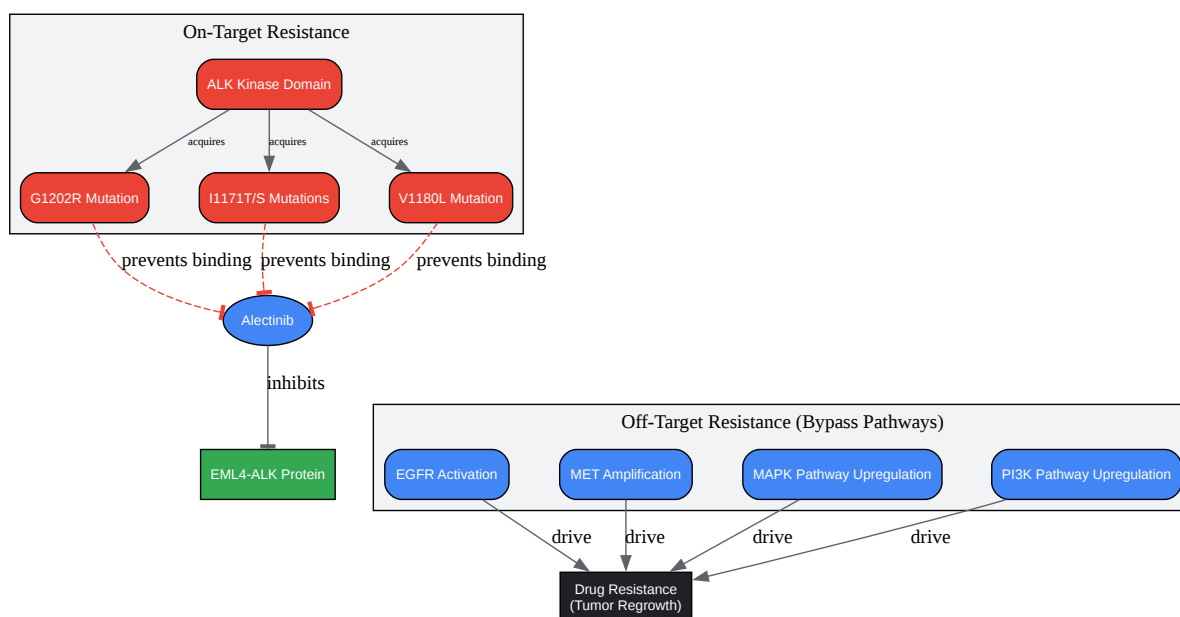 On-Target Resistance
ALK Kinase Domain
acquires
acquires
acquires
G1202R Mutation
I1171T/S Mutations
V1180L Mutation
prevents binding
prevents binding
prevents binding
Alectinib
inhibits
Off-Target Resistance (Bypass Pathways)
EML4-ALK Protein
EGFR Activation
MET Amplification
MAPK Pathway Upregulation
PI3K Pathway Upregulation
drive
drive
drive
drive
Drug Resistance
(Tumor Regrowth)